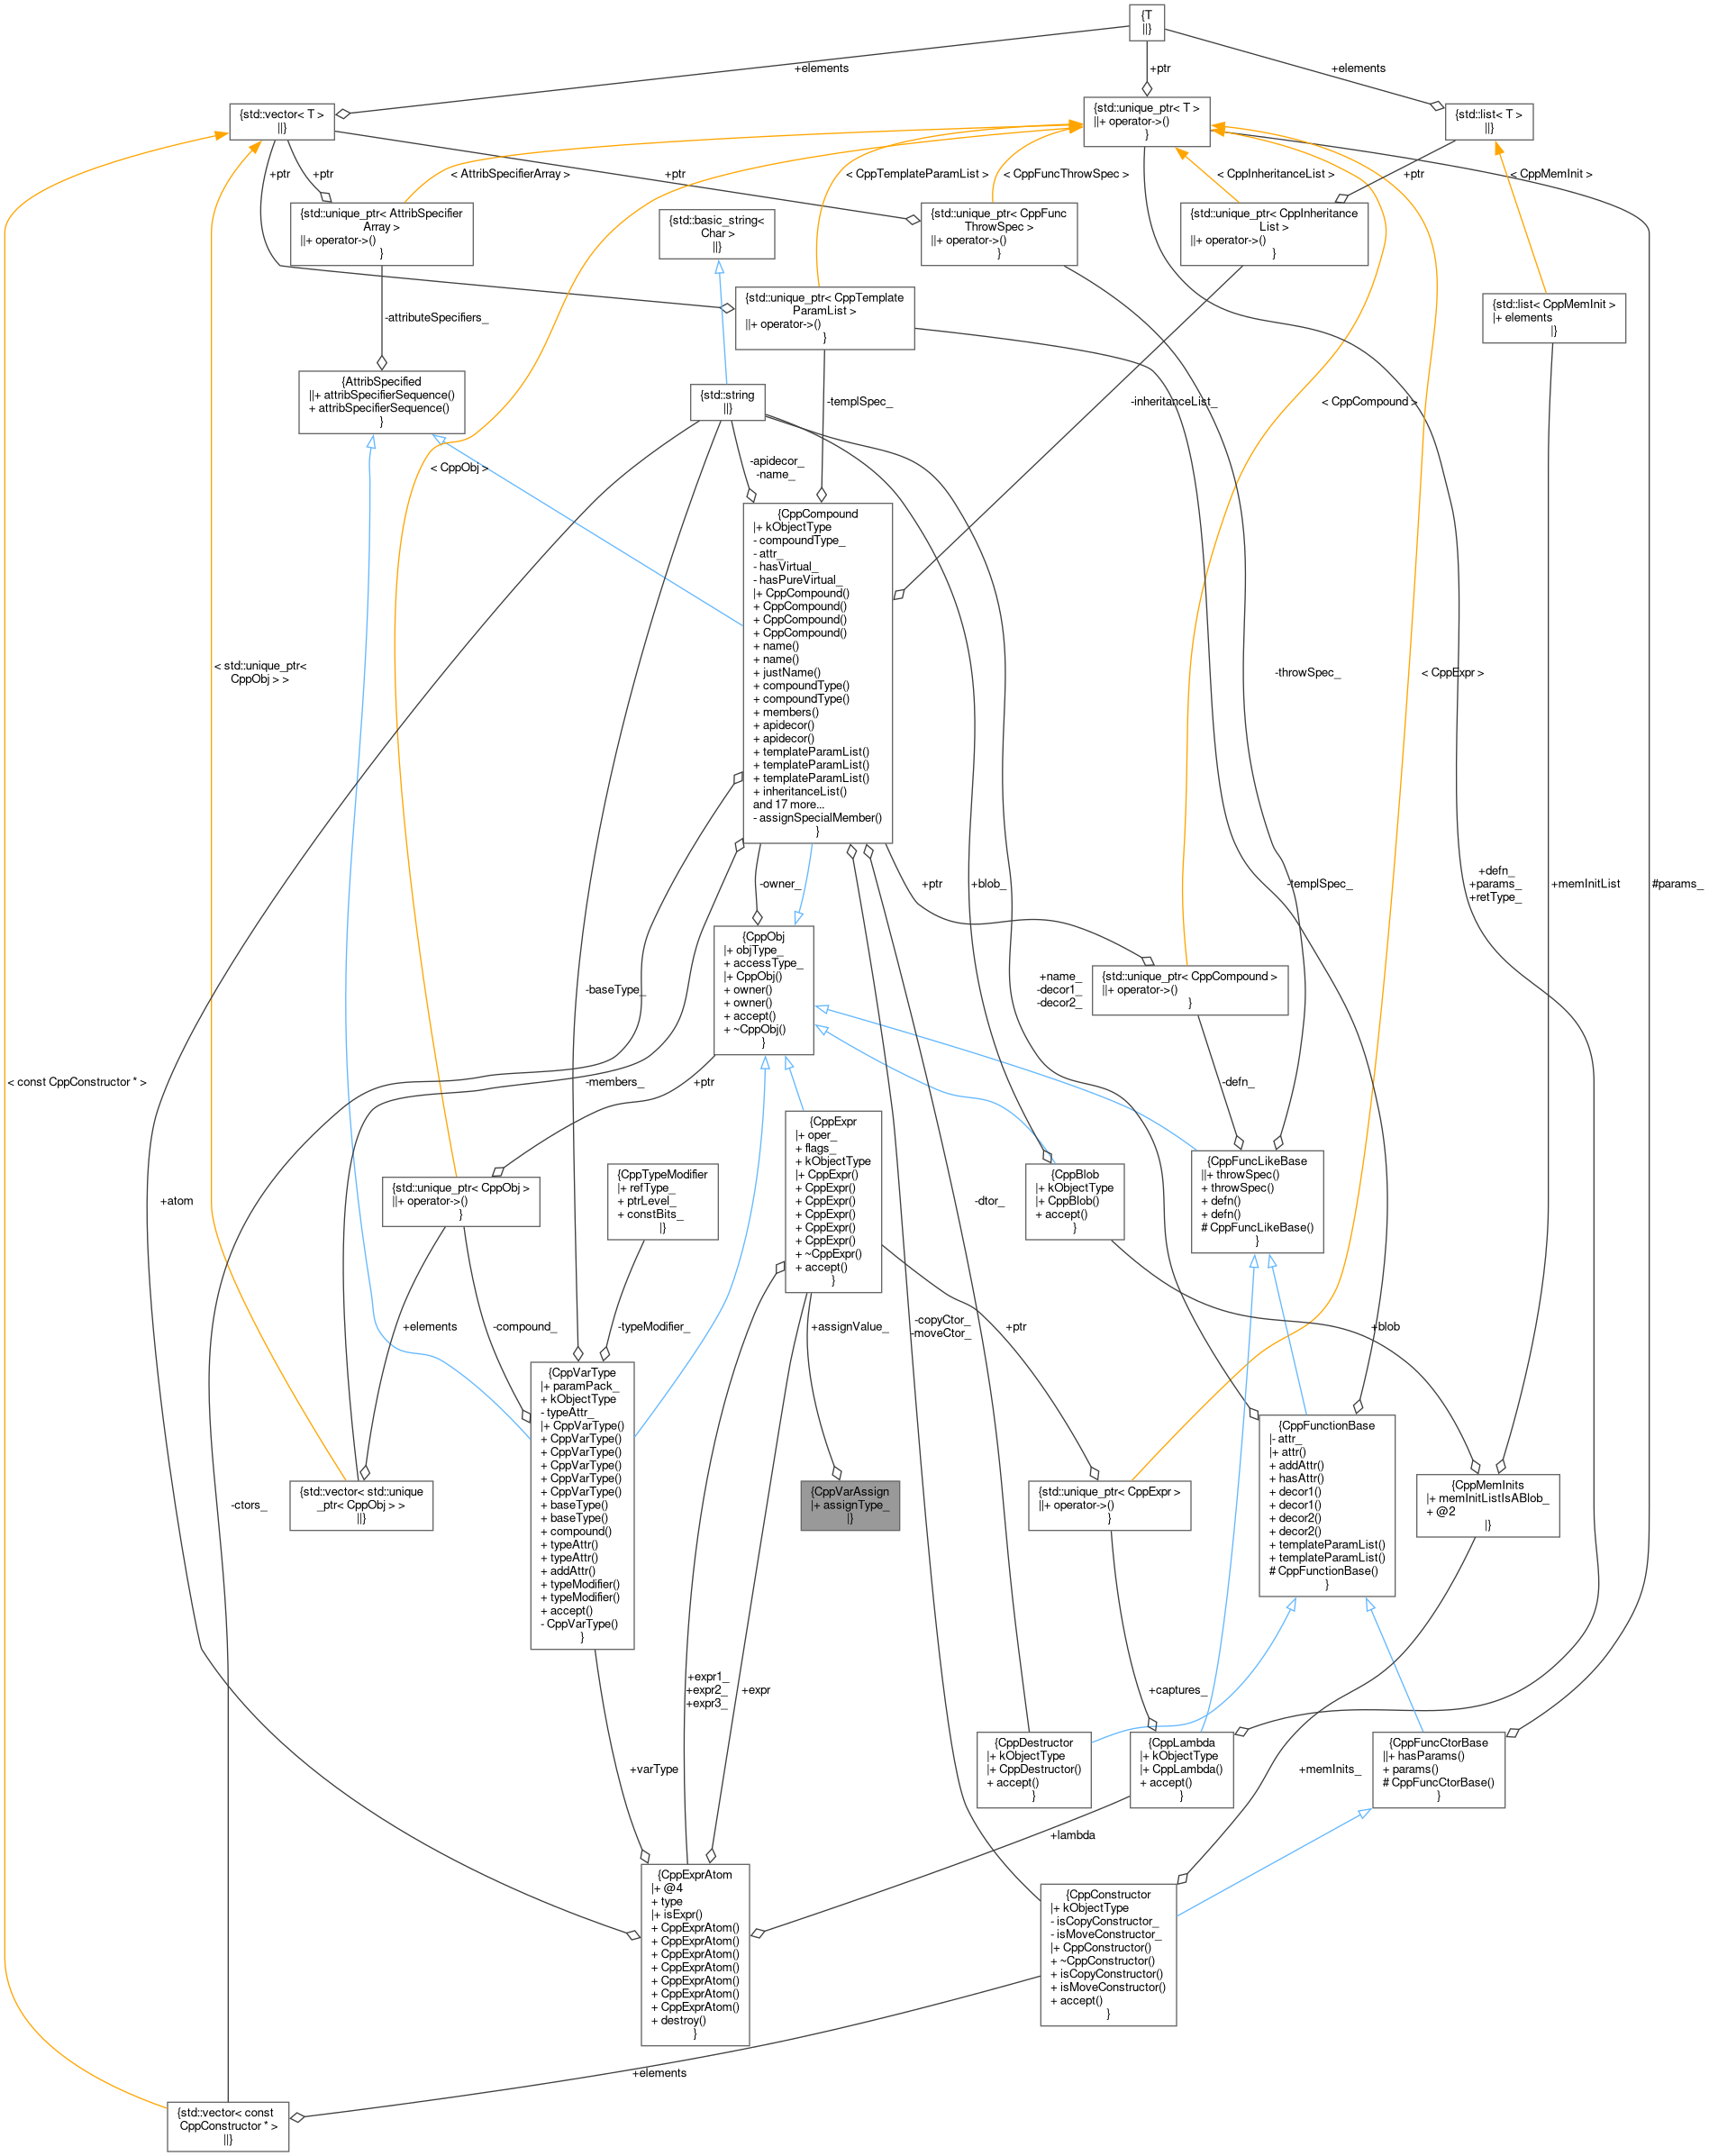 {T
||}
+elements
+ptr
+elements
{std::vector< T >
||}
{std::unique_ptr< T >
||+ operator->()
}
{std::list< T >
||}
+ptr
+ptr
< AttribSpecifierArray >
+ptr
< CppTemplateParamList >
< CppFuncThrowSpec >
< CppInheritanceList >
+ptr
< CppMemInit >
{std::unique_ptr< AttribSpecifier
Array >
||+ operator->()
}
{std::basic_string<
Char >
||}
{std::unique_ptr< CppFunc
ThrowSpec >
||+ operator->()
}
{std::unique_ptr< CppInheritance
List >
||+ operator->()
}
{std::unique_ptr< CppTemplate
ParamList >
||+ operator->()
}
{std::list< CppMemInit >
|+ elements
|}
-attributeSpecifiers_
{AttribSpecified
||+ attribSpecifierSequence()
+ attribSpecifierSequence()
}
{std::string
||}
-templSpec_
-inheritanceList_
< CppCompound >
< CppObj >
-apidecor_
-name_
{CppCompound
|+ kObjectType
- compoundType_
- attr_
- hasVirtual_
- hasPureVirtual_
|+ CppCompound()
+ CppCompound()
+ CppCompound()
+ CppCompound()
+ name()
+ name()
+ justName()
+ compoundType()
+ compoundType()
+ members()
+ apidecor()
+ apidecor()
+ templateParamList()
+ templateParamList()
+ templateParamList()
+ inheritanceList()
and 17 more...
- assignSpecialMember()
}
< std::unique_ptr<
CppObj > >
-throwSpec_
< CppExpr >
-owner_
+ptr
+blob_
-templSpec_
+defn_
+params_
+retType_
+memInitList
#params_
{CppObj
|+ objType_
+ accessType_
|+ CppObj()
+ owner()
+ owner()
+ accept()
+ ~CppObj()
}
-baseType_
+name_
-decor1_
-decor2_
{std::unique_ptr< CppCompound >
||+ operator->()
}
< const CppConstructor * >
-members_
+ptr
-defn_
{CppExpr
|+ oper_
+ flags_
+ kObjectType
|+ CppExpr()
+ CppExpr()
+ CppExpr()
+ CppExpr()
+ CppExpr()
+ CppExpr()
+ ~CppExpr()
+ accept()
}
+atom
{std::unique_ptr< CppObj >
||+ operator->()
}
{CppTypeModifier
|+ refType_
+ ptrLevel_
+ constBits_
|}
-dtor_
{CppBlob
|+ kObjectType
|+ CppBlob()
+ accept()
}
{CppFuncLikeBase
||+ throwSpec()
+ throwSpec()
+ defn()
+ defn()
# CppFuncLikeBase()
}
+elements
-compound_
-typeModifier_
+assignValue_
-copyCtor_
-moveCtor_
+ptr
+blob
{CppVarType
|+ paramPack_
+ kObjectType
- typeAttr_
|+ CppVarType()
+ CppVarType()
+ CppVarType()
+ CppVarType()
+ CppVarType()
+ CppVarType()
+ baseType()
+ baseType()
+ compound()
+ typeAttr()
+ typeAttr()
+ addAttr()
+ typeModifier()
+ typeModifier()
+ accept()
- CppVarType()
}
{CppFunctionBase
|- attr_
|+ attr()
+ addAttr()
+ hasAttr()
+ decor1()
+ decor1()
+ decor2()
+ decor2()
+ templateParamList()
+ templateParamList()
# CppFunctionBase()
}
-ctors_
{std::vector< std::unique
_ptr< CppObj > >
||}
{CppVarAssign
|+ assignType_
|}
{std::unique_ptr< CppExpr >
||+ operator->()
}
{CppMemInits
|+ memInitListIsABlob_
+ @2
|}
+expr1_
+expr2_
+expr3_
+expr
+captures_
+varType
{CppDestructor
|+ kObjectType
|+ CppDestructor()
+ accept()
}
{CppLambda
|+ kObjectType
|+ CppLambda()
+ accept()
}
+memInits_
{CppFuncCtorBase
||+ hasParams()
+ params()
# CppFuncCtorBase()
}
+lambda
{CppExprAtom
|+ @4
+ type
|+ isExpr()
+ CppExprAtom()
+ CppExprAtom()
+ CppExprAtom()
+ CppExprAtom()
+ CppExprAtom()
+ CppExprAtom()
+ CppExprAtom()
+ destroy()
}
{CppConstructor
|+ kObjectType
- isCopyConstructor_
- isMoveConstructor_
|+ CppConstructor()
+ ~CppConstructor()
+ isCopyConstructor()
+ isMoveConstructor()
+ accept()
}
+elements
{std::vector< const
CppConstructor * >
||}